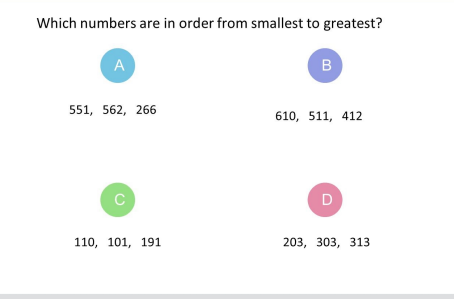 Which numbers are in order from smallest to greatest?
A
B
551, 562, 266
610, 511, 412
C
D
110, 101, 191
203, 303, 313